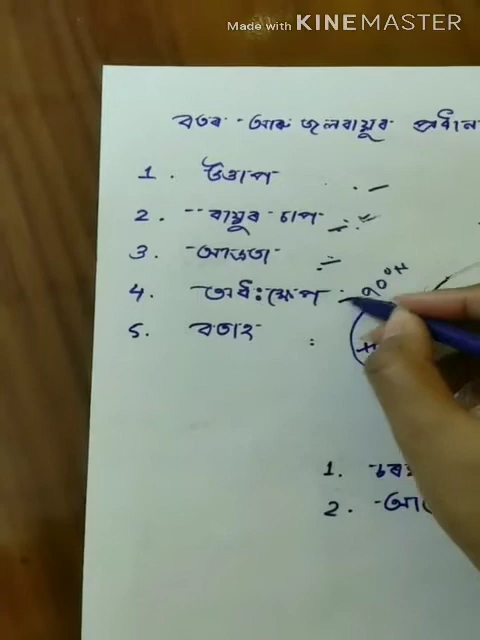 Made with KINEMASTER
বতৰ আৰু জলবায়ুৰ প্ৰধান
1. উত্তাপ
2. বায়ুৰ চাপ
3. আৰ্দ্ৰতা
4. অধঃক্ষেপ
90°N
5. বতাহ
1.
2.